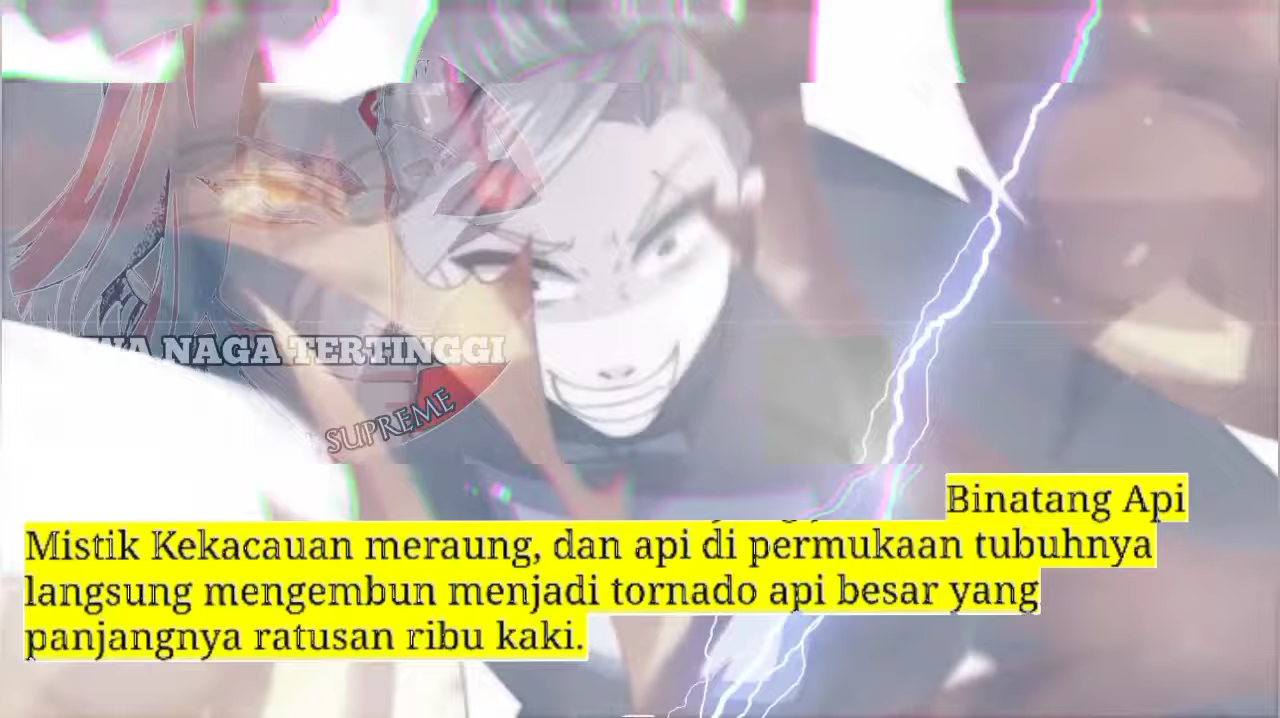 NAGA TERTINGGI
SUPREME
Binatang Api
Mistik Kekacauan meraung, dan api di permukaan tubuhnya
langsung mengembun menjadi tornado api besar yang
panjangnya ratusan ribu kaki.